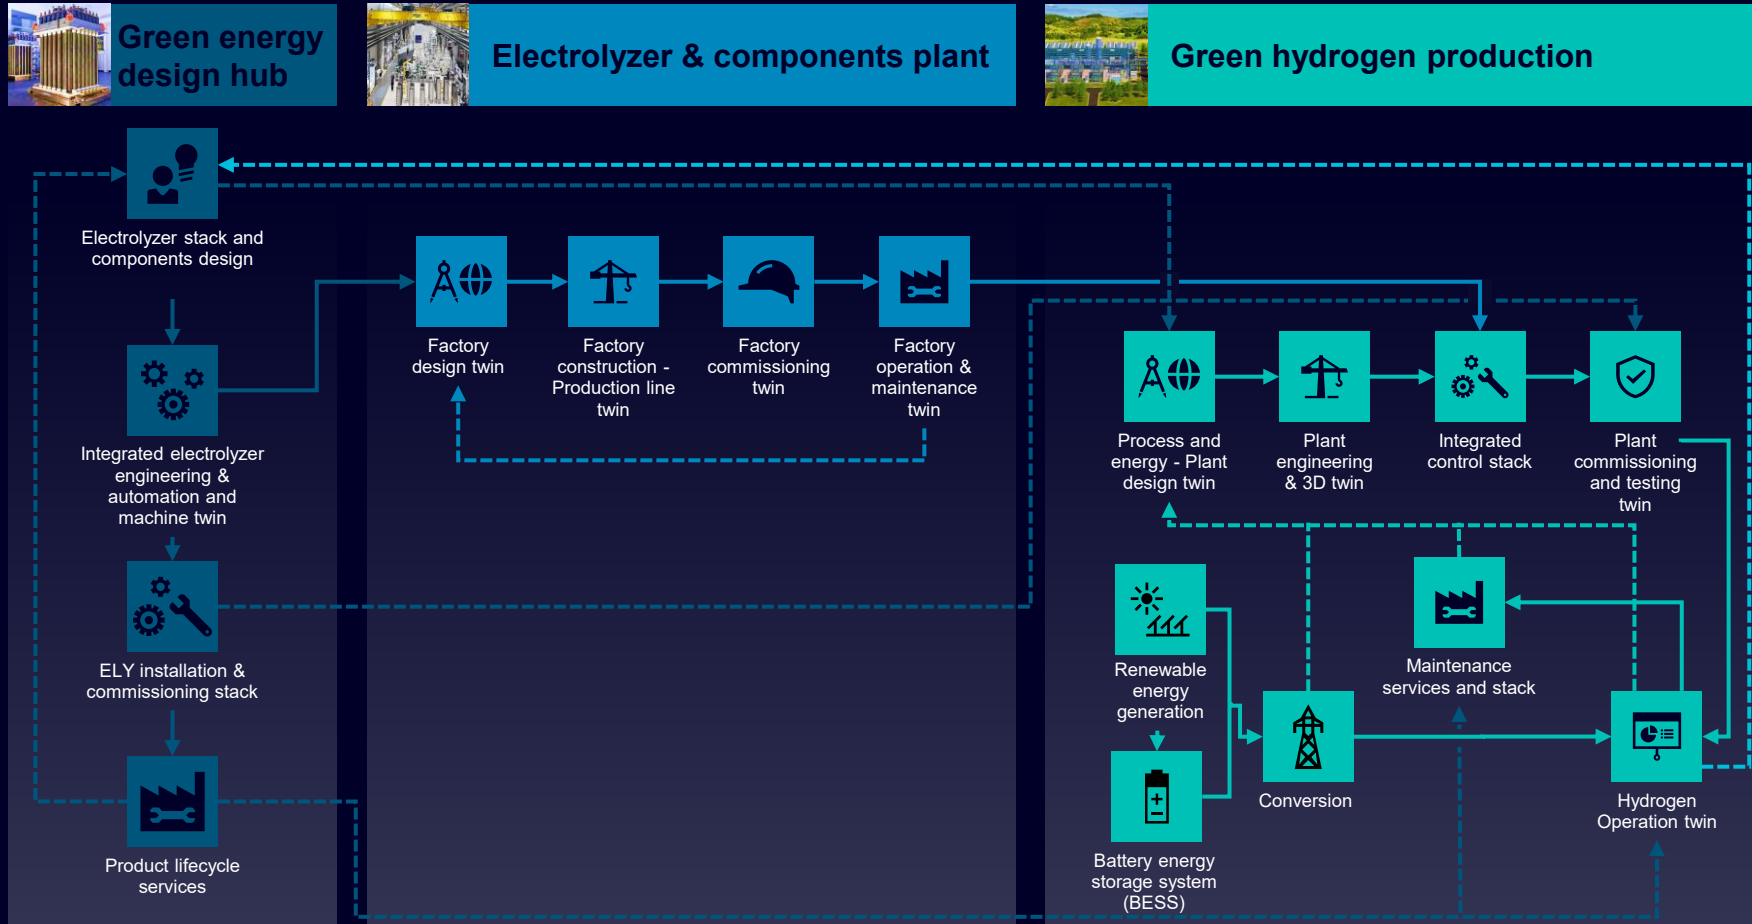 Green energy
design hub
Electrolyzer & components plant
Green hydrogen production
Electrolyzer stack and
components design
Integrated electrolyzer
engineering &
automation and
machine twin
ELY installation &
commissioning stack
Product lifecycle
services
Factory
design twin
Factory
construction -
Production line
twin
Factory
commissioning
twin
Factory
operation &
maintenance
twin
Process and
energy - Plant
design twin
Plant
engineering
& 3D twin
Integrated
control stack
Plant
commissioning
and testing
twin
Renewable
energy
generation
Maintenance
services and stack
Conversion
Hydrogen
Operation twin
Battery energy
storage system
(BESS)